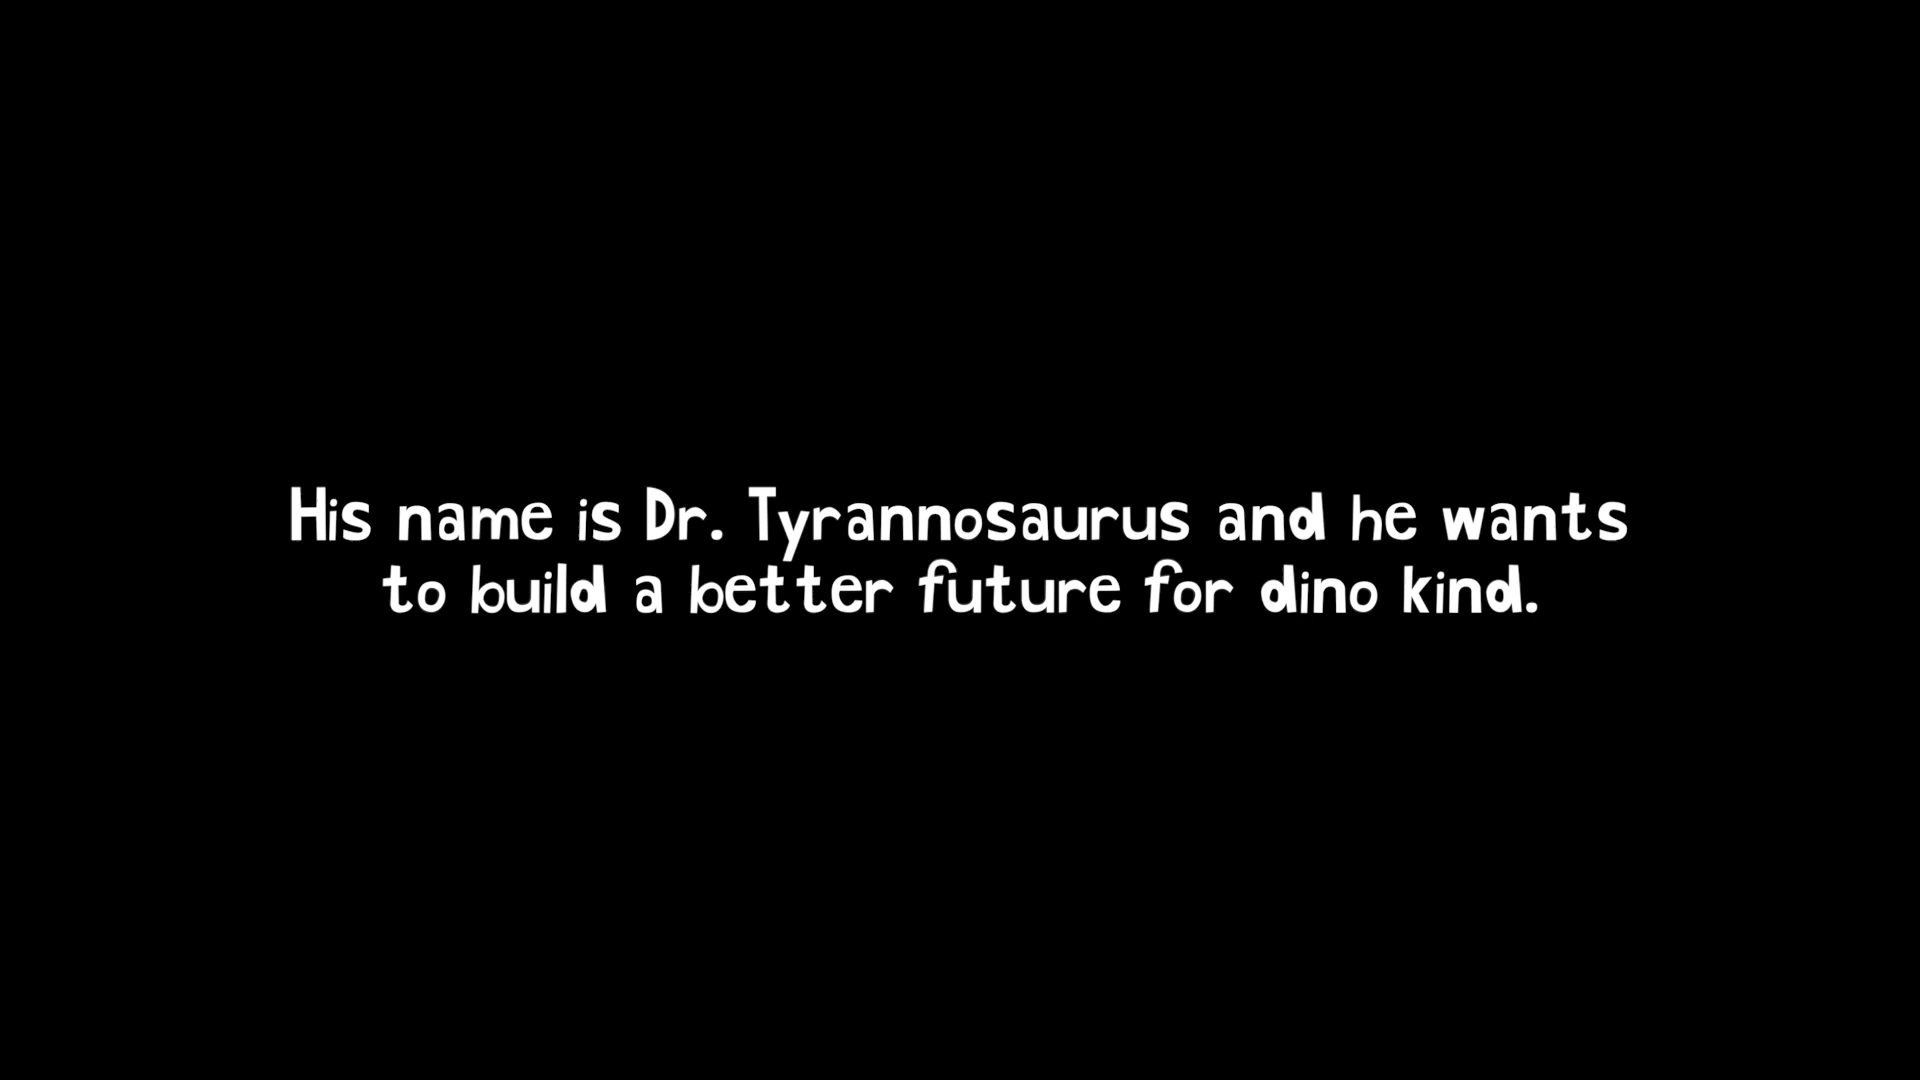 His name is Dr. Tyrannosaurus and he wants
to build a better future for dino kind.